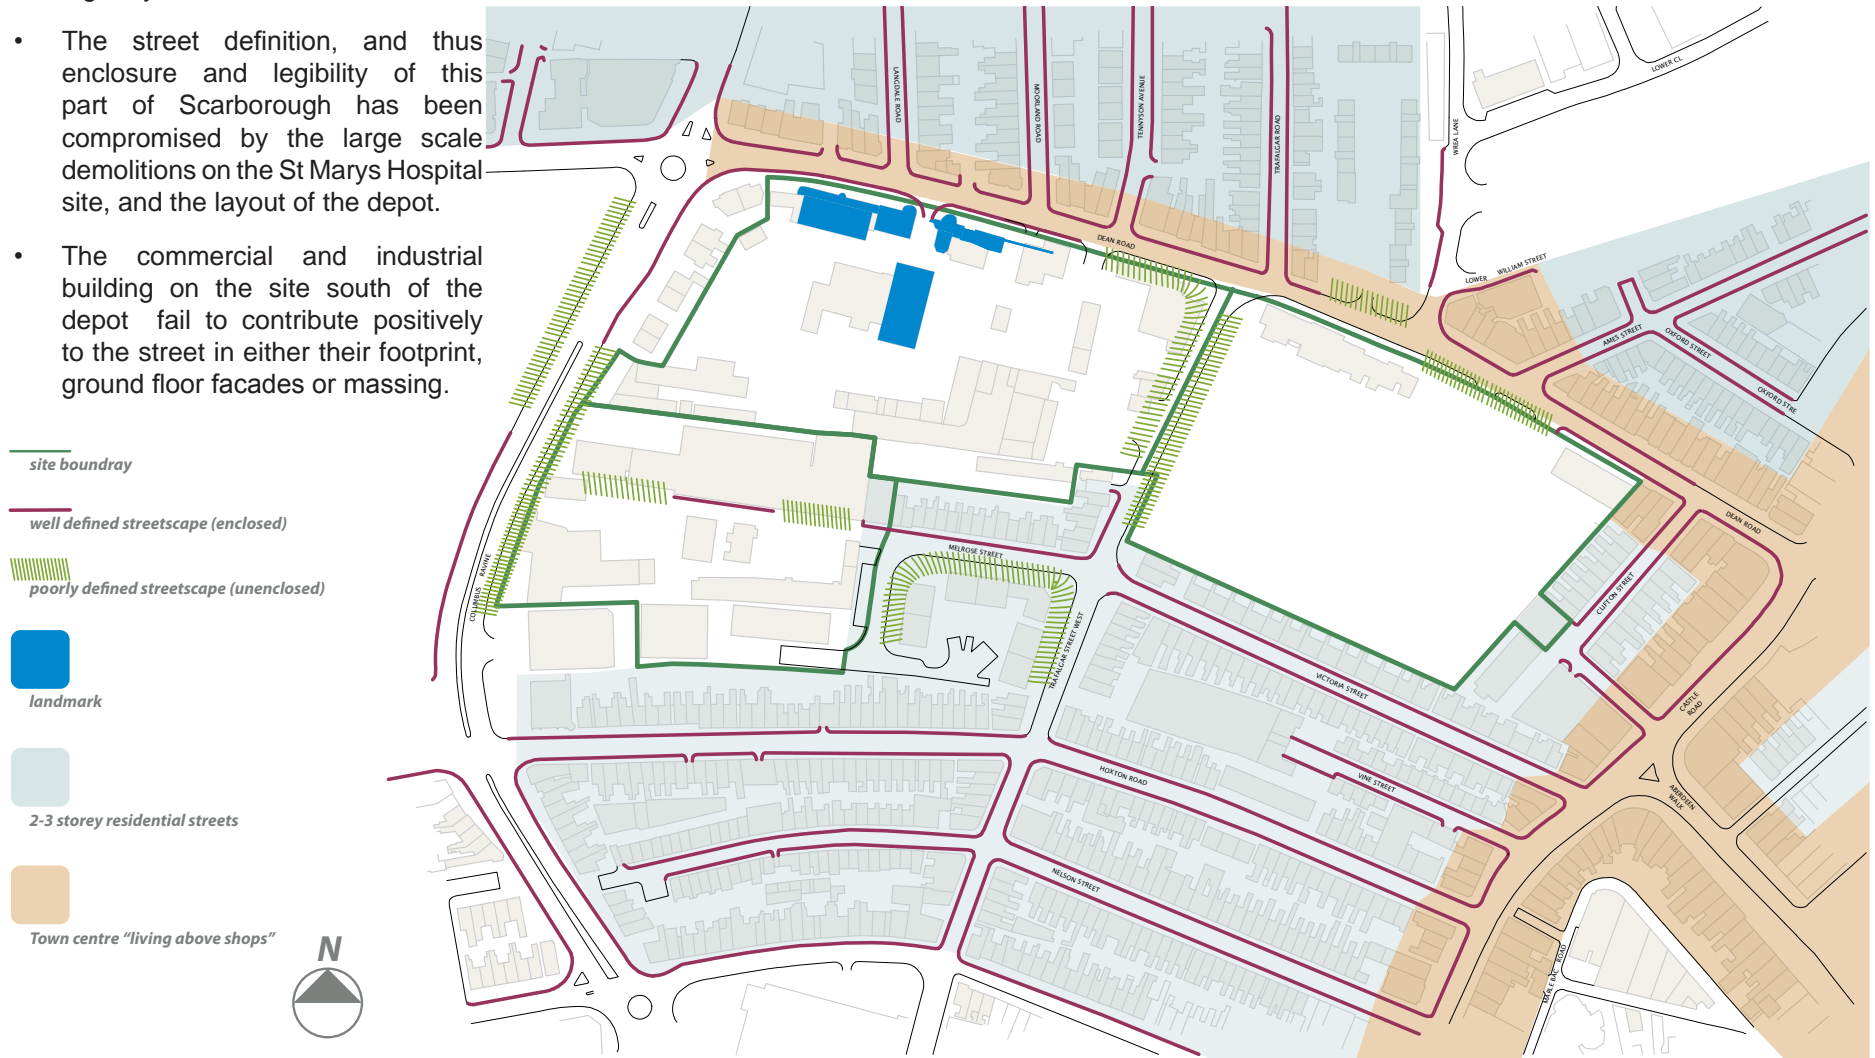 • The street definition, and thus
enclosure and legibility of this
part of Scarborough has been
compromised by the large scale
demolitions on the St Marys Hospital
site, and the layout of the depot.
• The commercial and industrial
building on the site south of the
depot fail to contribute positively
to the street in either their footprint,
ground floor facades or massing.
site boundray
well defined streetscape (enclosed)
poorly defined streetscape (unenclosed)
landmark
2-3 storey residential streets
Town centre “living above shops”
N
LANGDALE ROAD
MOORLAND ROAD
TENNYSON AVENUE
TRAFALGAR ROAD
WREA LANE
LOWER CL
DEAN ROAD
LOWER
WILLIAM STREET
AMES STREET
OXFORD STREET
OXFORD STRE
DEAN ROAD
COLUMBUS
RAVINE
MELROSE STREET
TRAFALGAR STREET WEST
CLIFTON STREET
VICTORIA STREET
CASTLE
ROAD
HOXTON ROAD
VINE STREET
ABERDEEN
WALK
NELSON STREET
ROAD